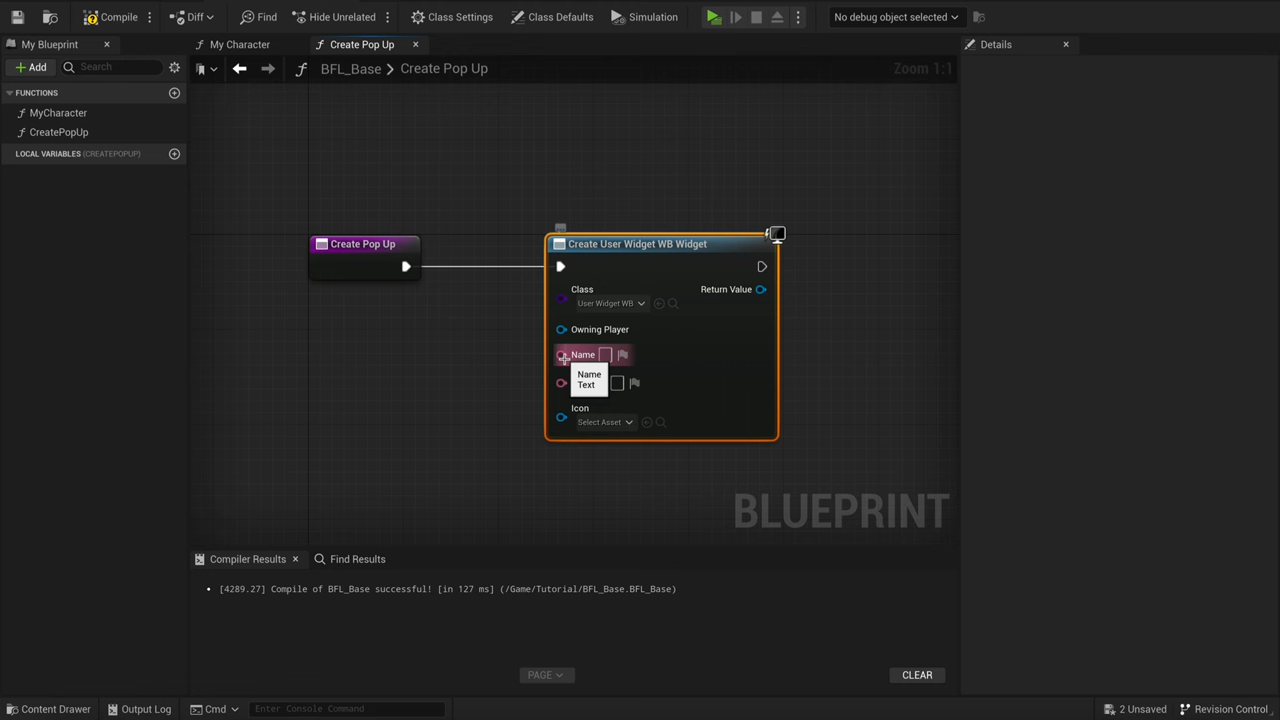 Compile
Diff
Find
Hide Unrelated
Class Settings
Class Defaults
Simulation
No debug object selected
My Blueprint
My Character
Create Pop Up
Details
Add
Search
BFL_Base
Create Pop Up
Zoom 1:1
FUNCTIONS
MyCharacter
CreatePopUp
LOCAL VARIABLES (CREATEPOPUP)
Create Pop Up
Create User Widget WB Widget
Class
User Widget WB
Return Value
Owning Player
Name
Name
Text
Icon
Select Asset
BLUEPRINT
Compiler Results
Find Results
[4289.27] Compile of BFL_Base successful! [in 127 ms] (/Game/Tutorial/BFL_Base.BFL_Base)
PAGE
CLEAR
Content Drawer
Output Log
Cmd
Enter Console Command
2 Unsaved
Revision Control